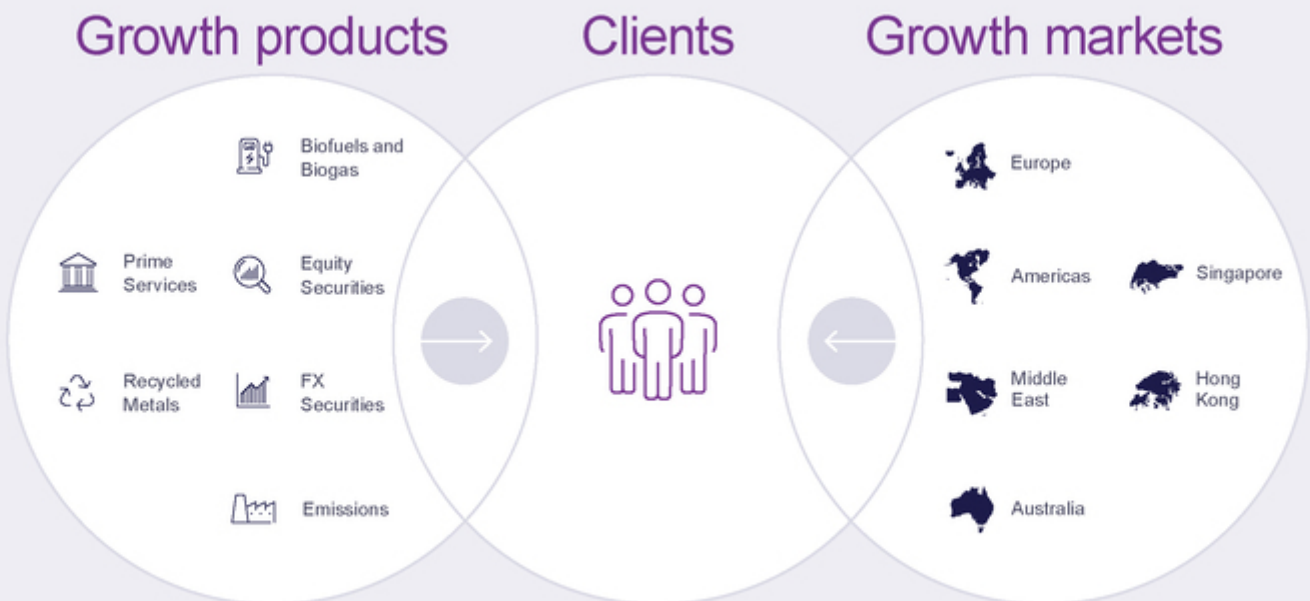 Growth products
Clients
Growth markets
Biofuels and
Biogas
Prime
Services
Equity
Securities
Recycled
Metals
FX
Securities
Emissions
Europe
Americas
Singapore
Middle
East
Hong
Kong
Australia